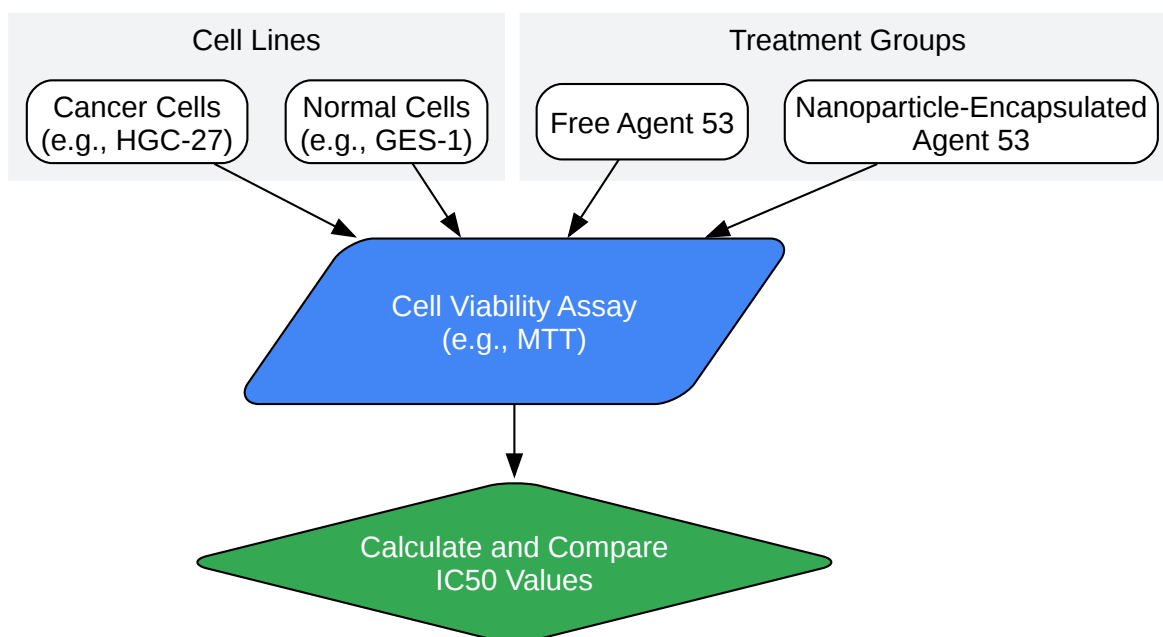 Cell Lines
Treatment Groups
Cancer Cells
(e.g., HGC-27)
Normal Cells
(e.g., GES-1)
Free Agent 53
Nanoparticle-Encapsulated
Agent 53
Cell Viability Assay
(e.g., MTT)
Calculate and Compare
IC50 Values